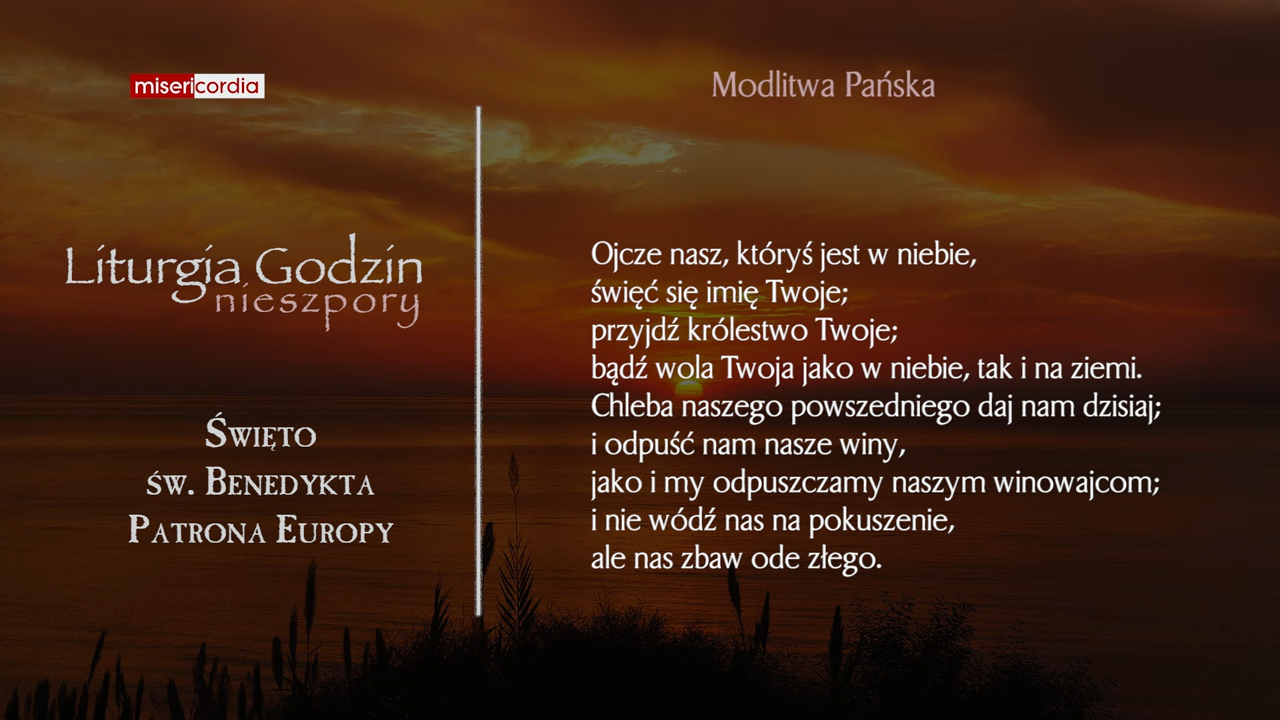 misericordia
Liturgia Godzin
nieszpory
Święto
św. Benedykta
Patrona Europy
Modlitwa Pańska
Ojcze nasz, któryś jest w niebie,
święć się imię Twoje;
przyjdź królestwo Twoje;
bądź wola Twoja jako w niebie, tak i na ziemi.
Chleba naszego powszedniego daj nam dzisiaj;
i odpuść nam nasze winy,
jako i my odpuszczamy naszym winowajcom;
i nie wódź nas na pokuszenie,
ale nas zbaw ode złego.